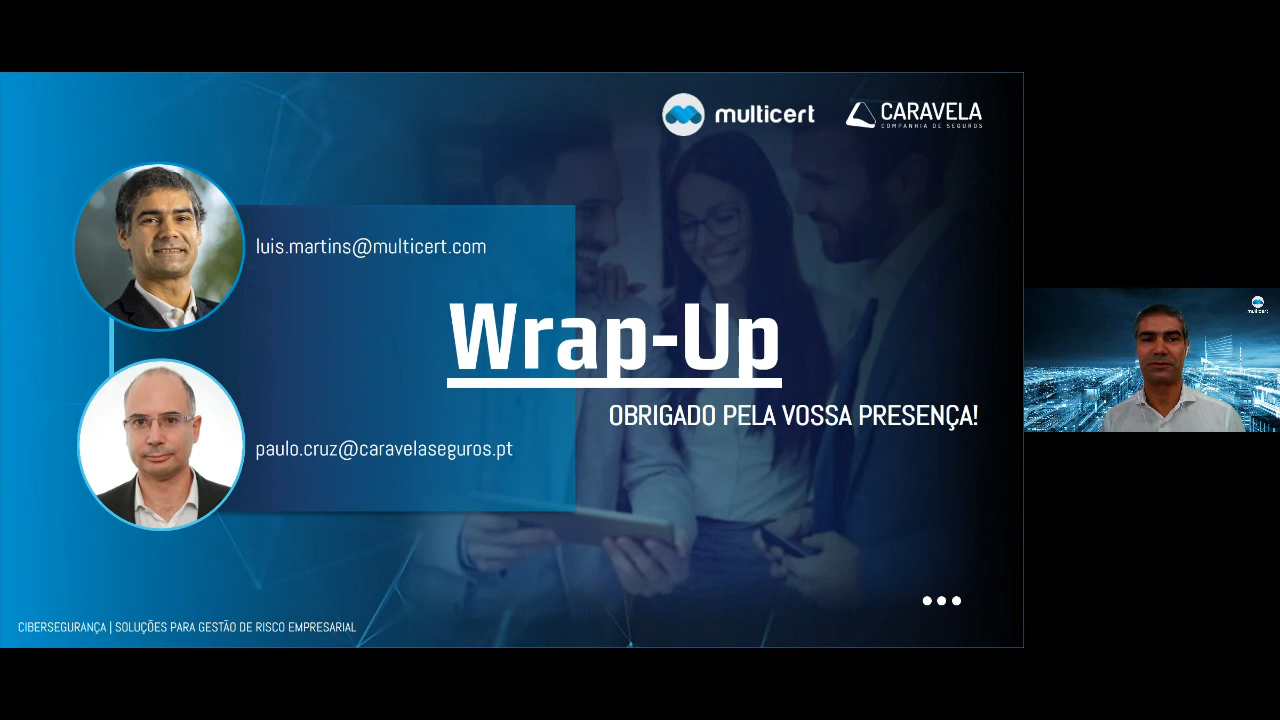 multicert
CARAVELA
COMPANHIA DE SEGUROS
luis.martins@multicert.com
Wrap-Up
OBRIGADO PELA VOSSA PRESENÇA!
paulo.cruz@caravelaseguros.pt
CIBERSEGURANÇA | SOLUÇÕES PARA GESTÃO DE RISCO EMPRESARIAL
multicert